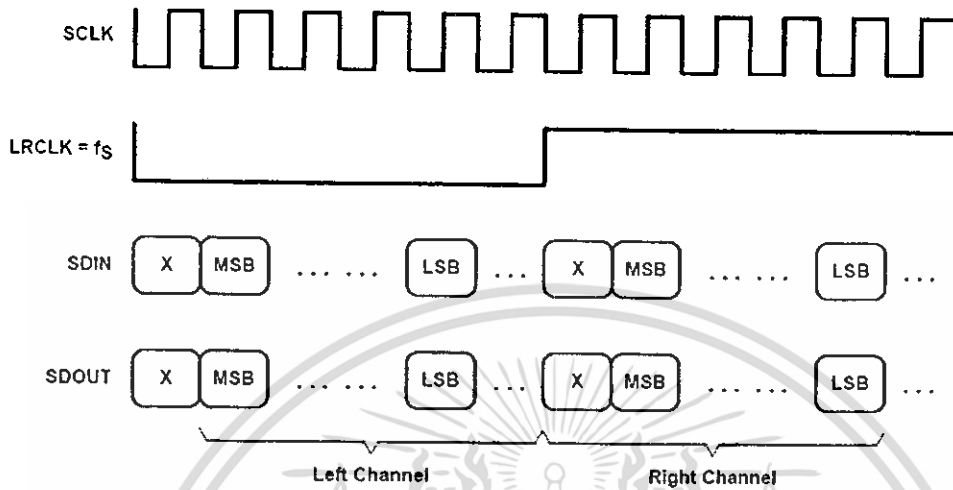 SCLK
LRCLK = fS
SDIN X MSB ... ... LSB ... X MSB ... ... LSB ...
SDOUT X MSB ... ... LSB ... X MSB ... ... LSB ...
Left Channel Right Channel